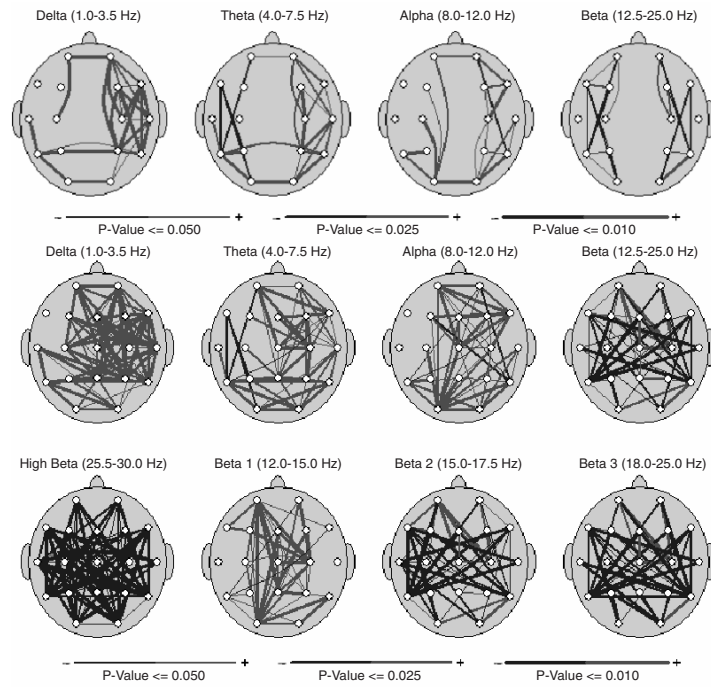 Delta (1.0-3.5 Hz) Theta (4.0-7.5 Hz) Alpha (8.0-12.0 Hz) Beta (12.5-25.0 Hz)
– + – + – +
P-Value <= 0.050 P-Value <= 0.025 P-Value <= 0.010
Delta (1.0-3.5 Hz) Theta (4.0-7.5 Hz) Alpha (8.0-12.0 Hz) Beta (12.5-25.0 Hz)
High Beta (25.5-30.0 Hz) Beta 1 (12.0-15.0 Hz) Beta 2 (15.0-17.5 Hz) Beta 3 (18.0-25.0 Hz)
– + – + – +
P-Value <= 0.050 P-Value <= 0.025 P-Value <= 0.010